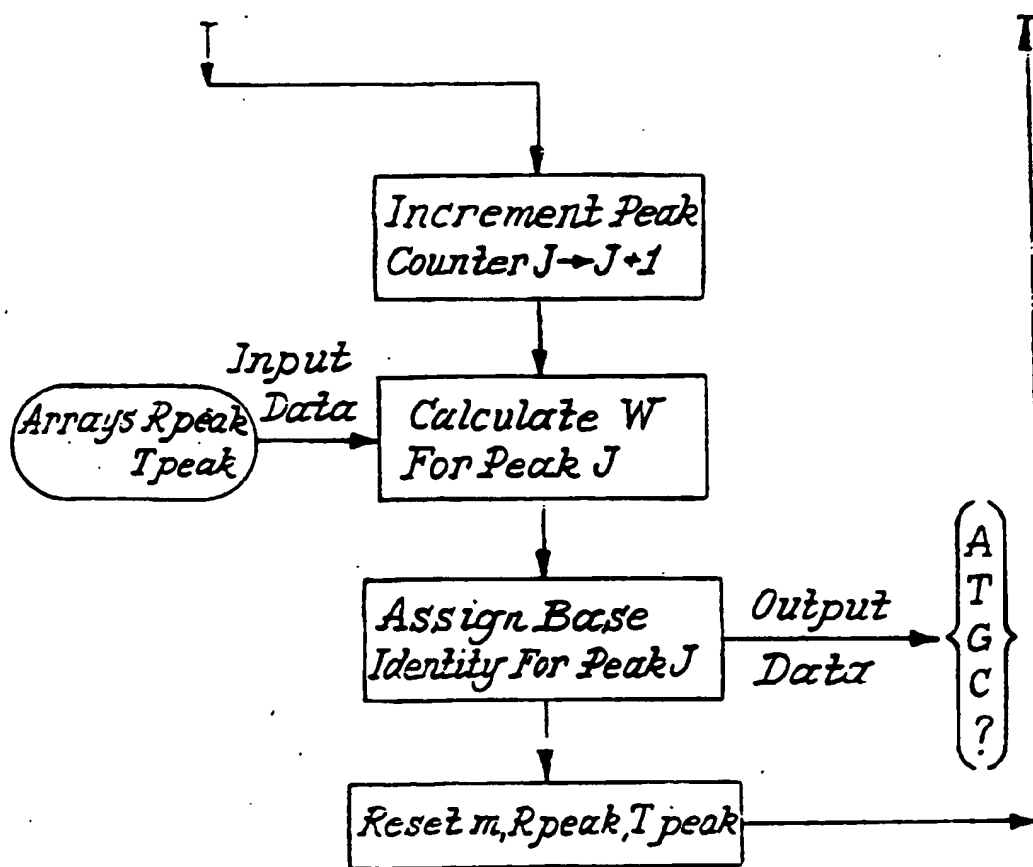 Increment Peak
Counter J→J+1
Input
Data
Arrays Rpeak
Tpeak
Calculate W
For Peak J
Assign Base
Identity For Peak J
Output
Data
A
T
G
C
?
Reset m, Rpeak, Tpeak